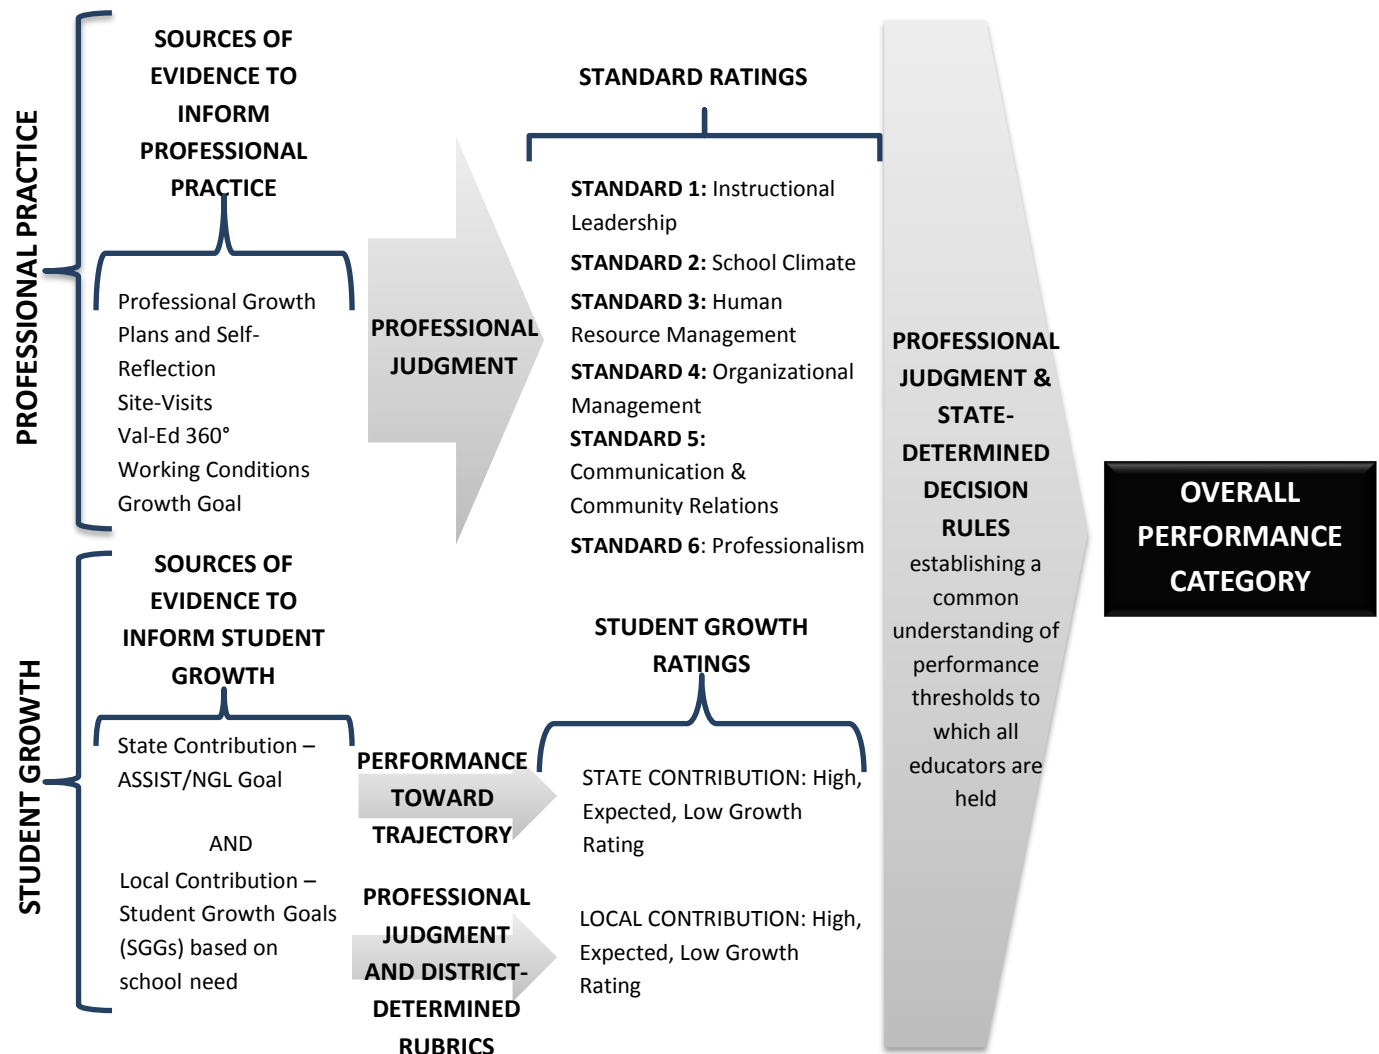 PROFESSIONAL PRACTICE
SOURCES OF
EVIDENCE TO
INFORM
PROFESSIONAL
PRACTICE
Professional Growth
Plans and Self-
Reflection
Site-Visits
Val-Ed 360°
Working Conditions
Growth Goal
PROFESSIONAL
JUDGMENT
STANDARD RATINGS
STANDARD 1: Instructional
Leadership
STANDARD 2: School Climate
STANDARD 3: Human
Resource Management
STANDARD 4: Organizational
Management
STANDARD 5:
Communication &
Community Relations
STANDARD 6: Professionalism
STUDENT GROWTH
SOURCES OF
EVIDENCE TO
INFORM STUDENT
GROWTH
State Contribution –
ASSIST/NGL Goal
AND
Local Contribution –
Student Growth Goals
(SGGs) based on
school need
PERFORMANCE
TOWARD
TRAJECTORY
PROFESSIONAL
JUDGMENT
AND DISTRICT-
DETERMINED
RUBRICS
STUDENT GROWTH
RATINGS
STATE CONTRIBUTION: High,
Expected, Low Growth
Rating
LOCAL CONTRIBUTION: High,
Expected, Low Growth
Rating
PROFESSIONAL
JUDGMENT &
STATE-
DETERMINED
DECISION
RULES
establishing a
common
understanding of
performance
thresholds to
which all
educators are
held
OVERALL
PERFORMANCE
CATEGORY